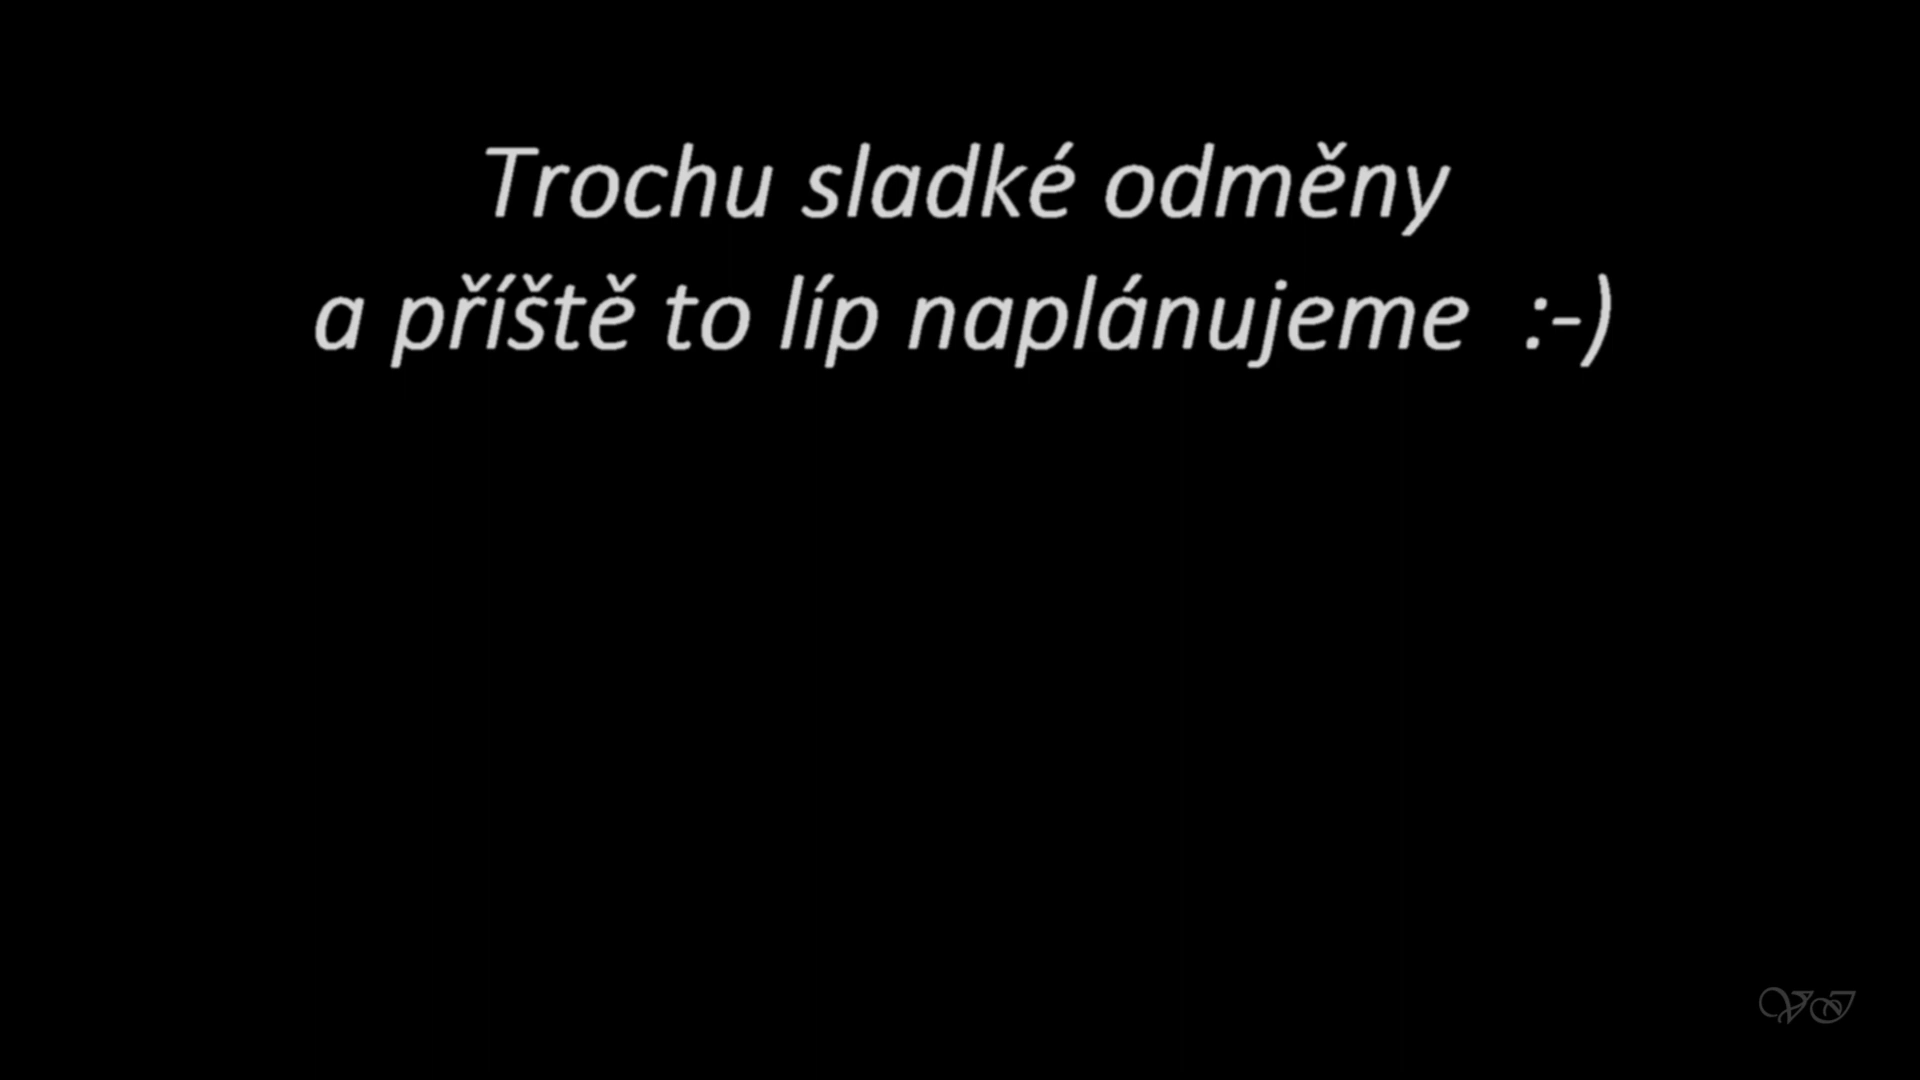 Trochu sladké odměny
a příště to líp naplánujeme :-)